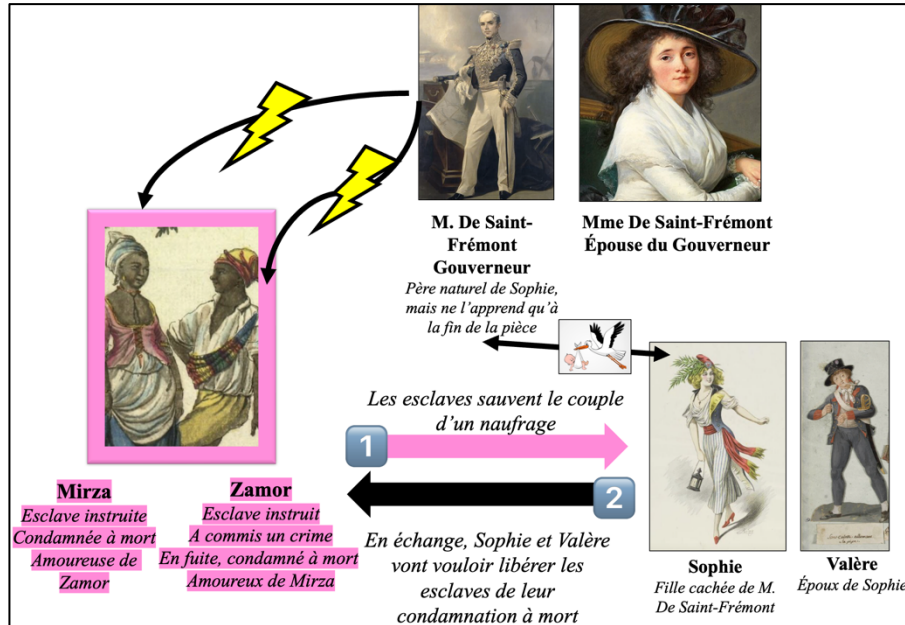 M. De Saint-
Frémont
Gouverneur
Père naturel de Sophie,
mais ne l'apprend qu'à
la fin de la pièce
Mme De Saint-Frémont
Épouse du Gouverneur
Les esclaves sauvent le couple
d'un naufrage
1
2
Mirza
Esclave instruite
Condamnée à mort
Amoureuse de
Zamor
Zamor
Esclave instruit
A commis un crime
En fuite, condamné à mort
Amoureux de Mirza
En échange, Sophie et Valère
vont vouloir libérer les
esclaves de leur
condamnation à mort
Sophie
Fille cachée de M.
De Saint-Frémont
Valère
Époux de Sophie